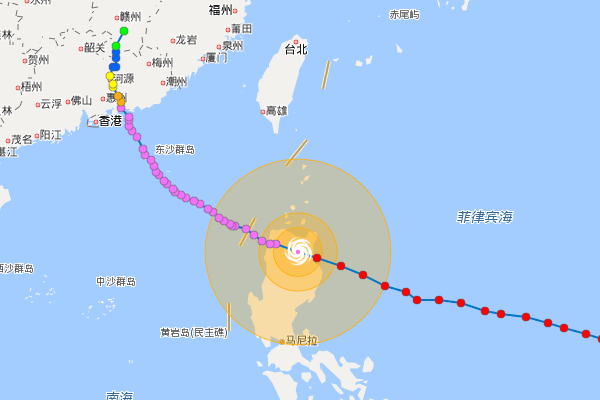 赣州
福州
赤尾屿
莆田
韶关
龙岩
泉州
台北
贺州
梅州
厦门
河源
潮州
梧州
云浮
佛山
惠州
高雄
香港
茂名
阳江
湛江
东沙群岛
菲律宾海
西沙群岛
中沙群岛
黄岩岛(民主礁)
马尼拉
南海